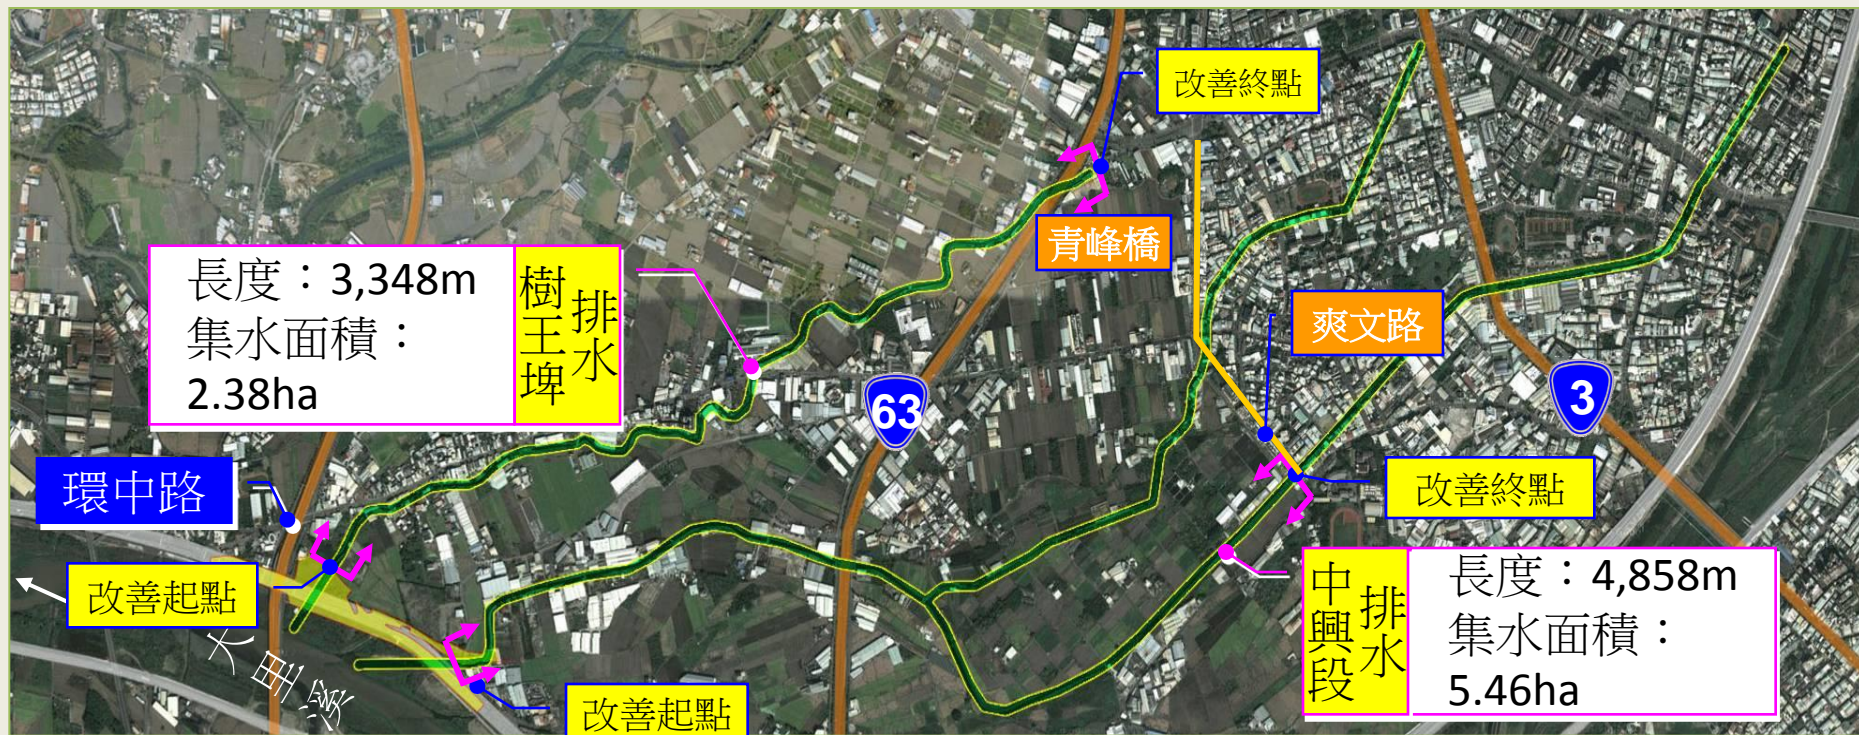 改善終點
青峰橋
長度：3,348m
集水面積：
2.38ha
樹王埤
排水
爽文路
63
3
環中路
改善終點
改善起點
大里溪
中興段
排水
長度：4,858m
集水面積：
5.46ha
改善起點